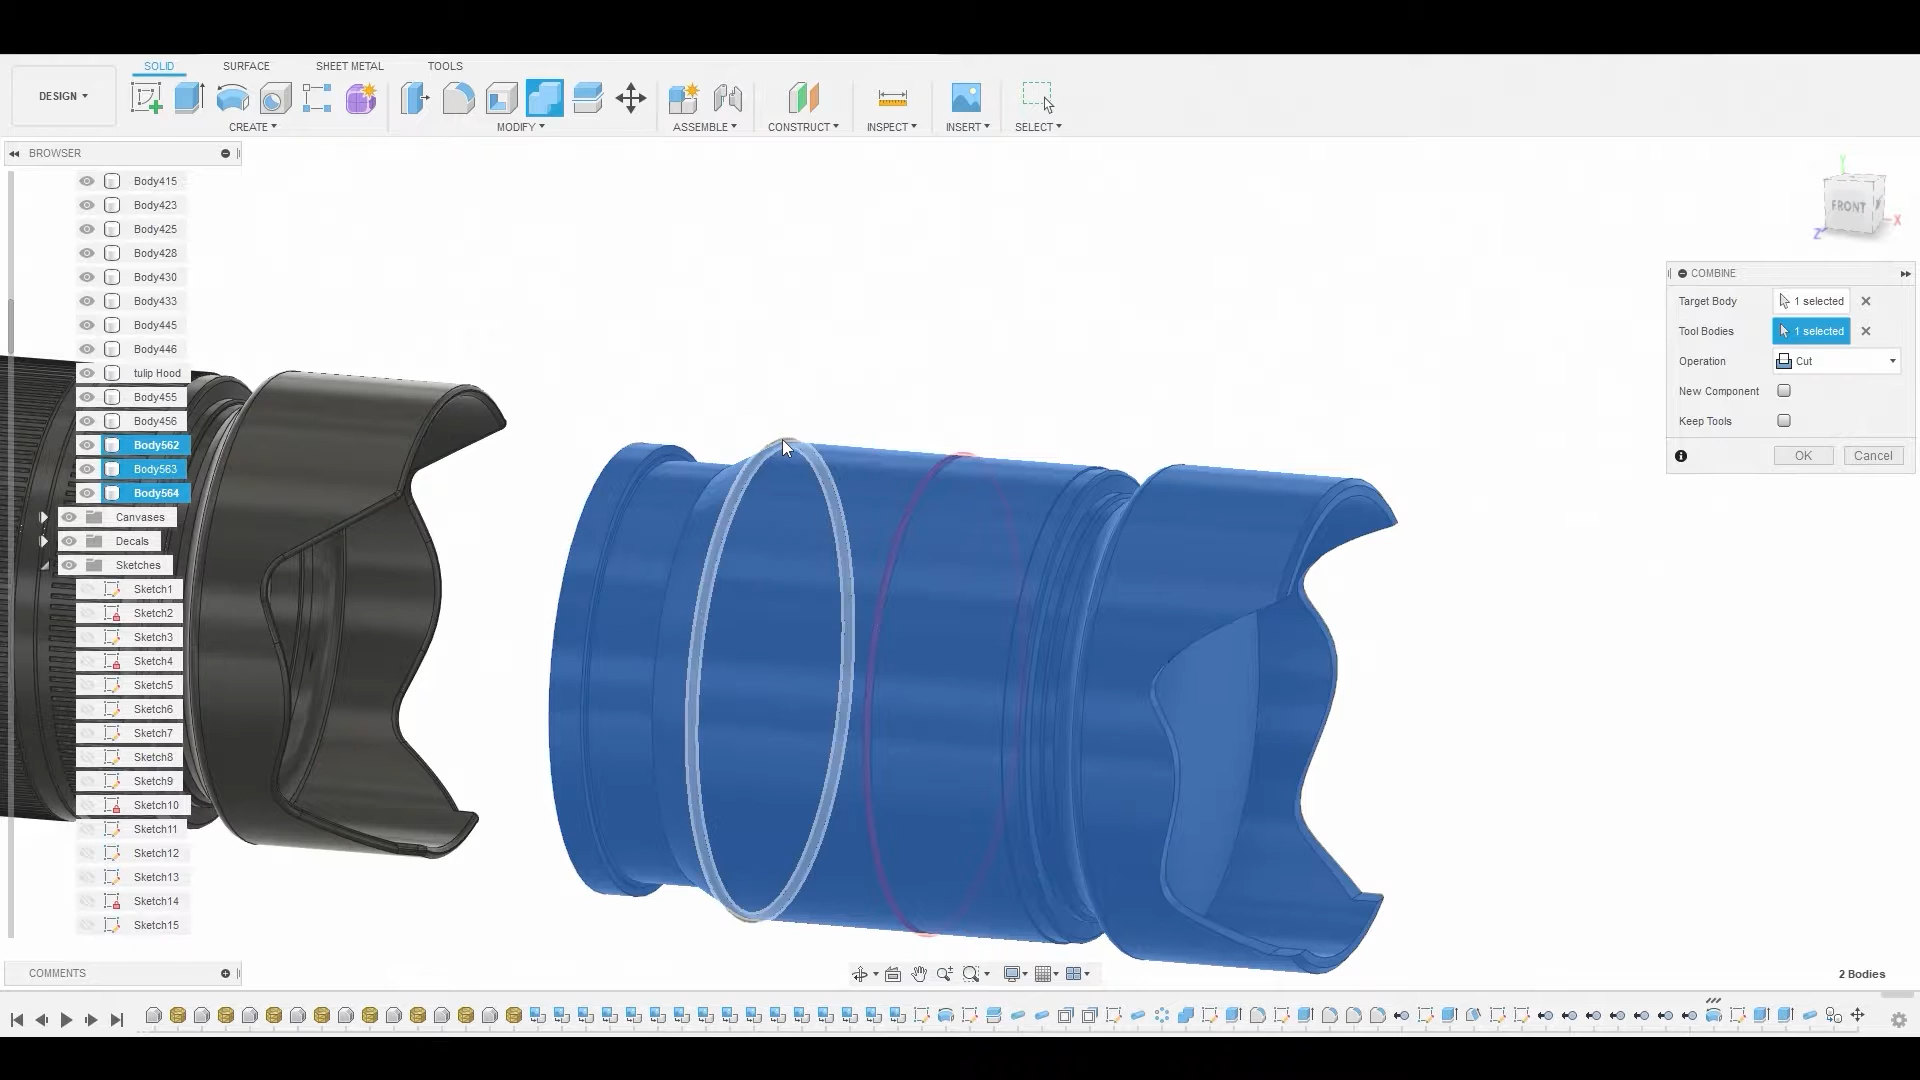 SOLID SURFACE SHEET METAL TOOLS
DESIGN
CREATE MODIFY ASSEMBLE CONSTRUCT INSPECT INSERT SELECT
BROWSER
Body415
Body423
Body425
Body428
Body430
Body433
Body445
Body446
tulip Hood
Body455
Body456
Body562
Body563
Body564
Canvases
Decals
Sketches
Sketch1
Sketch2
Sketch3
Sketch4
Sketch5
Sketch6
Sketch7
Sketch8
Sketch9
Sketch10
Sketch11
Sketch12
Sketch13
Sketch14
Sketch15
COMMENTS
Y
FRONT
X
Z
COMBINE
Target Body 1 selected
Tool Bodies 1 selected
Operation Cut
New Component
Keep Tools
OK Cancel
2 Bodies